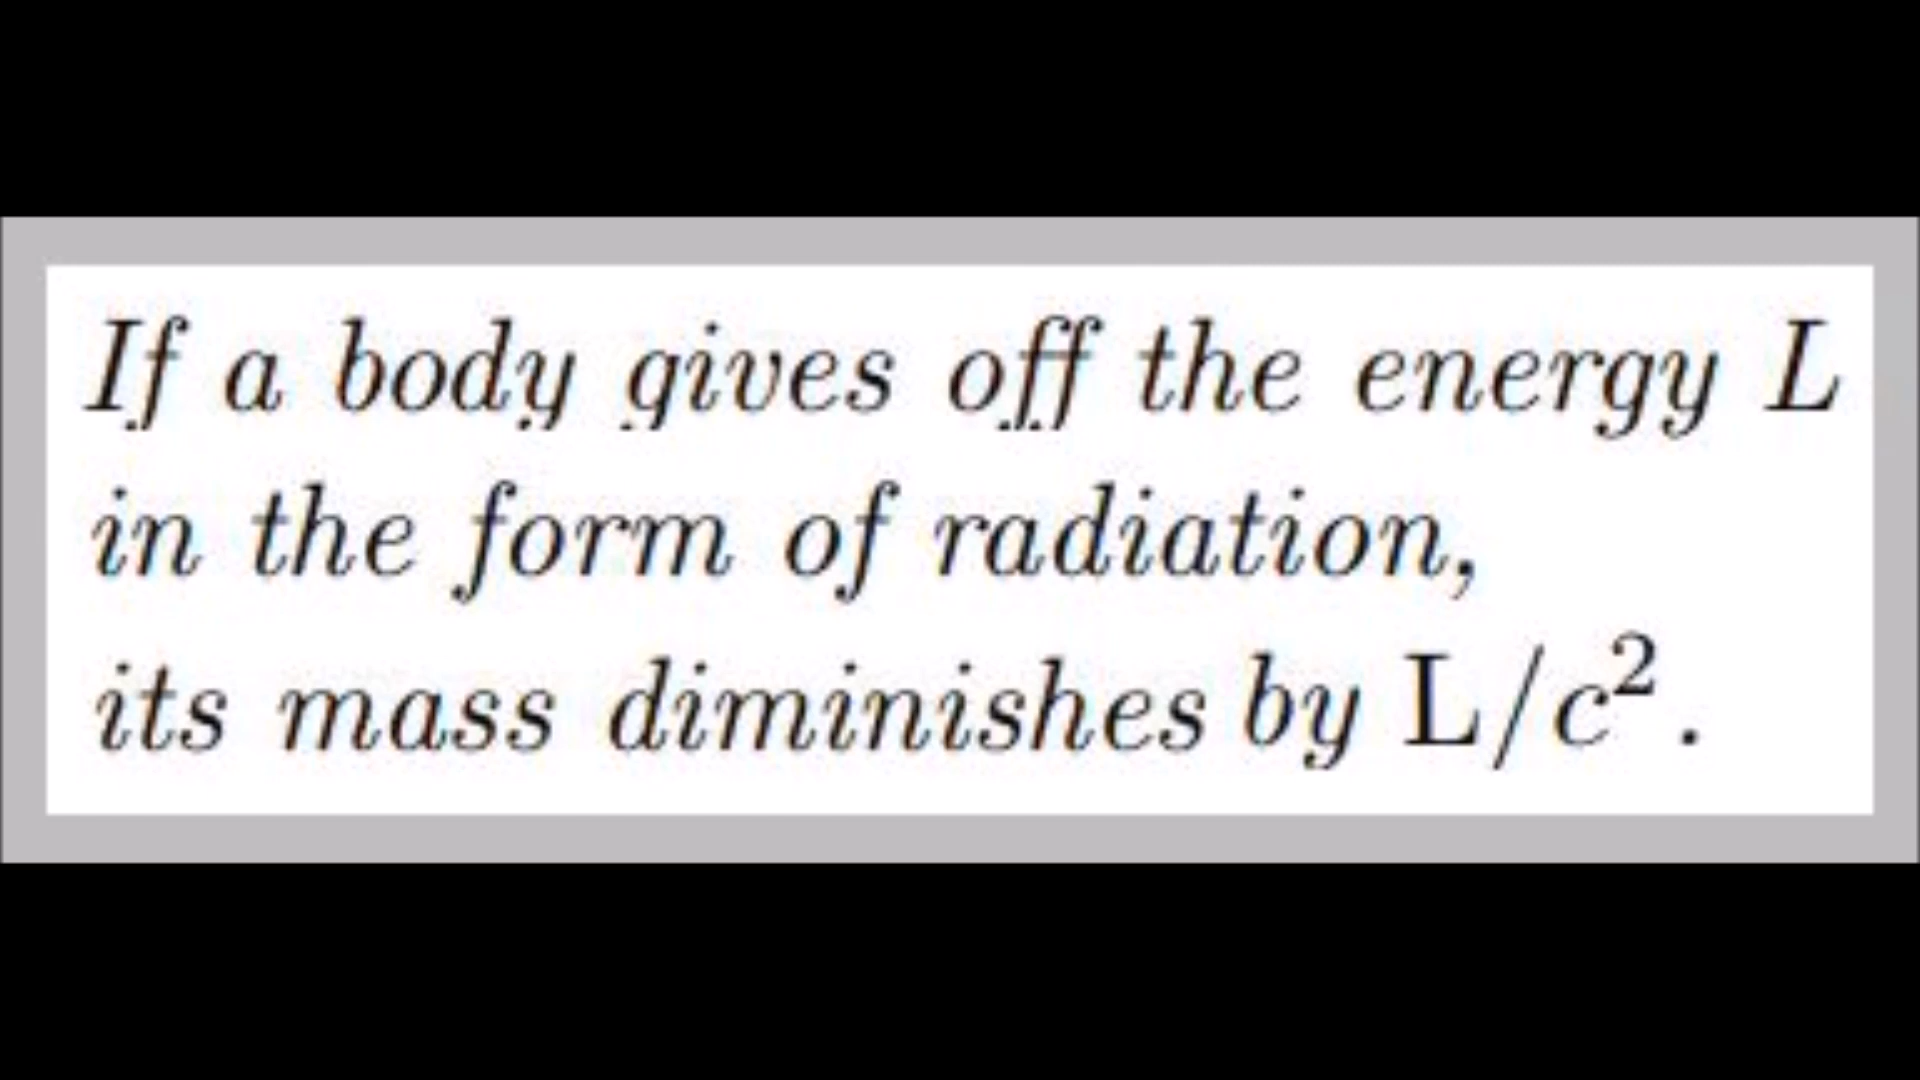 If a body gives off the energy L
in the form of radiation,
its mass diminishes by L/c².